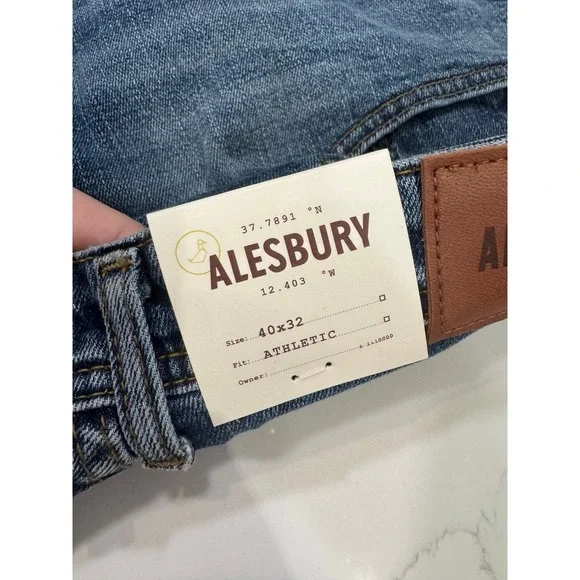 37.7891 °N
ALESBURY
12.403 °W
Size: 40x32
Fit: ATHLETIC
Owner:
A